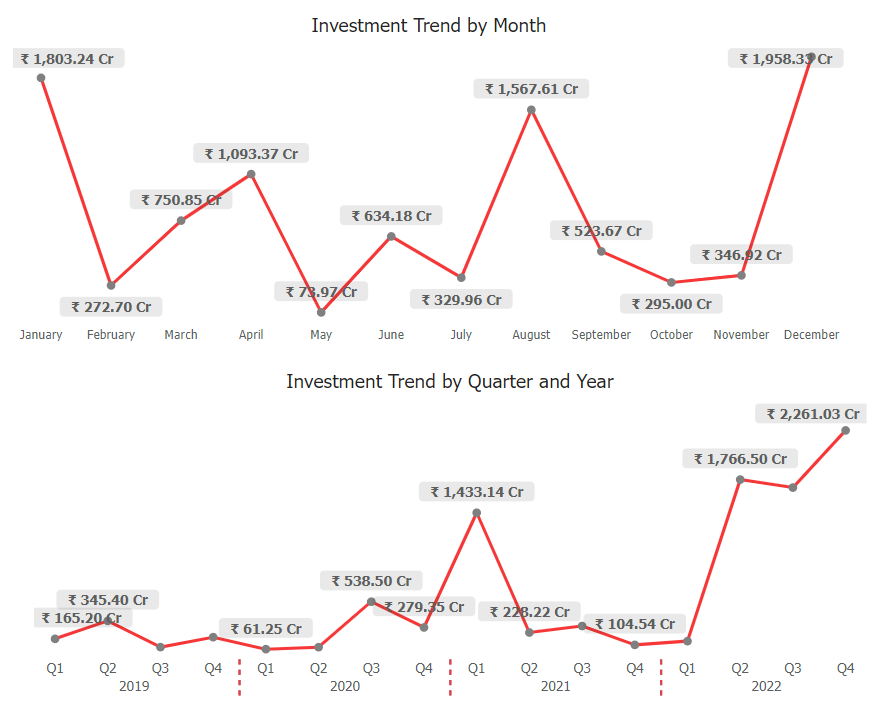 Investment Trend by Month
₹ 1,803.24 Cr
₹ 272.70 Cr
₹ 750.85 Cr
₹ 1,093.37 Cr
₹ 73.97 Cr
₹ 634.18 Cr
₹ 329.96 Cr
₹ 1,567.61 Cr
₹ 523.67 Cr
₹ 295.00 Cr
₹ 346.92 Cr
₹ 1,958.33 Cr
January February March April May June July August September October November December
Investment Trend by Quarter and Year
₹ 165.20 Cr
₹ 345.40 Cr
₹ 61.25 Cr
₹ 538.50 Cr
₹ 279.35 Cr
₹ 1,433.14 Cr
₹ 228.22 Cr
₹ 104.54 Cr
₹ 1,766.50 Cr
₹ 2,261.03 Cr
Q1 Q2 Q3 Q4 Q1 Q2 Q3 Q4 Q1 Q2 Q3 Q4 Q1 Q2 Q3 Q4
2019 2020 2021 2022